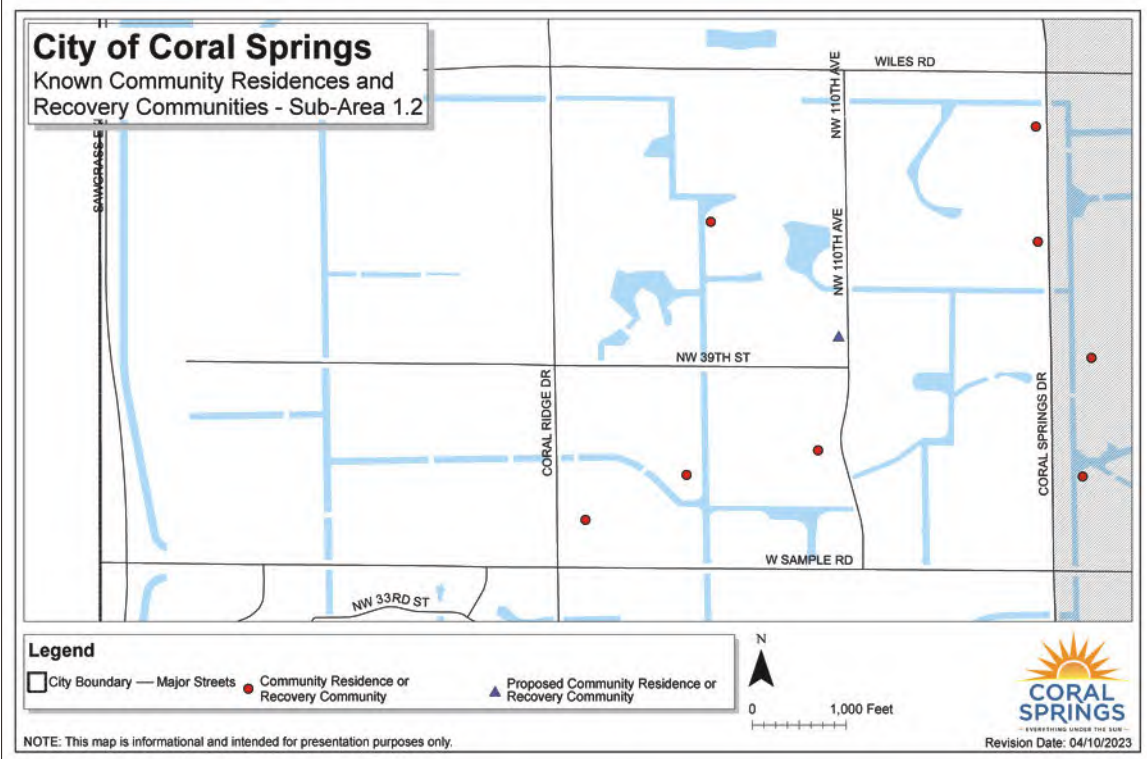 City of Coral Springs
Known Community Residences and
Recovery Communities - Sub-Area 1.2
WILES RD
NW 110TH AVE
NW 110TH AVE
NW 39TH ST
CORAL RIDGE DR
CORAL SPRINGS DR
W SAMPLE RD
NW 33RD ST
SAWGRASS
Legend
City Boundary
Major Streets
Community Residence or
Recovery Community
Proposed Community Residence or
Recovery Community
N
0 1,000 Feet
CORAL
SPRINGS
EVERYTHING UNDER THE SUN
Revision Date: 04/10/2023
NOTE: This map is informational and intended for presentation purposes only.